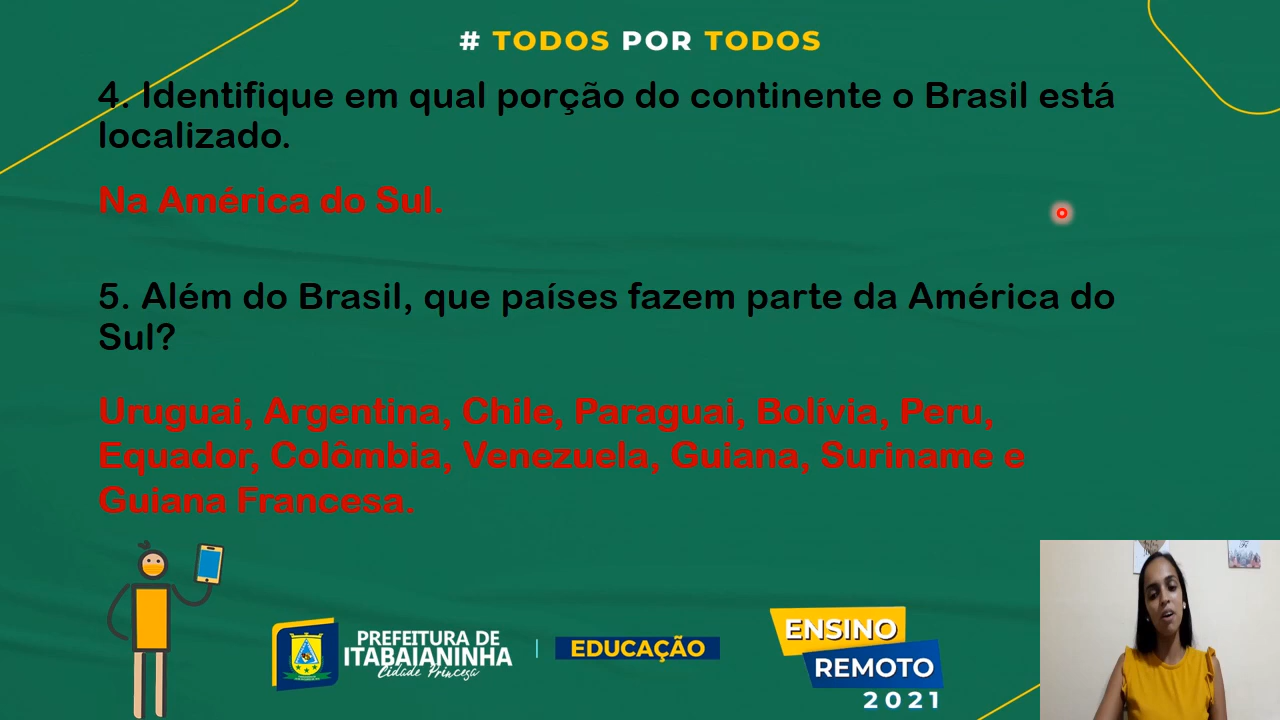 # TODOS POR TODOS
4. Identifique em qual porção do continente o Brasil está
localizado.
Na América do Sul.
5. Além do Brasil, que países fazem parte da América do
Sul?
Uruguai, Argentina, Chile, Paraguai, Bolívia, Peru,
Equador, Colômbia, Venezuela, Guiana, Suriname e
Guiana Francesa.
PREFEITURA DE
ITABAIANINHA
Cidade Princesa
EDUCAÇÃO
ENSINO
REMOTO
2021